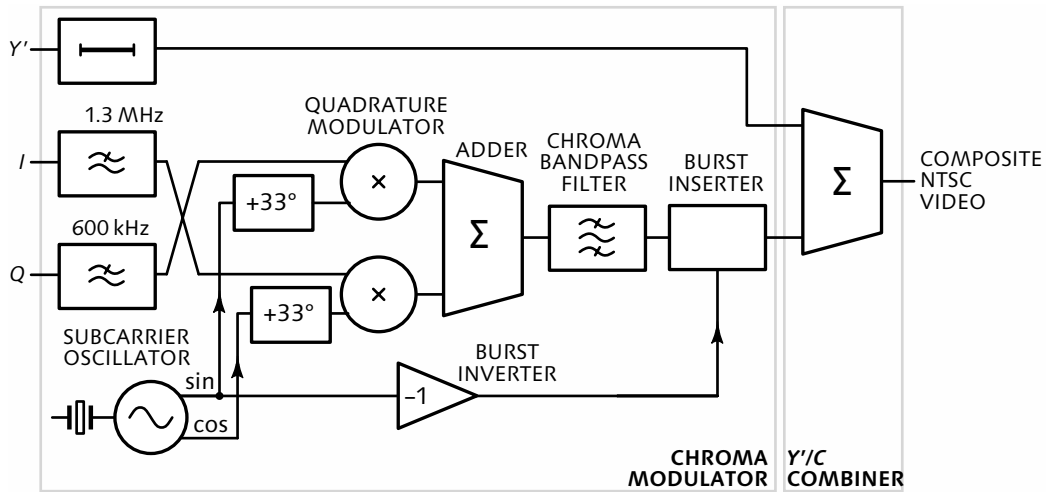 Y'
1.3 MHz
I
600 kHz
Q
QUADRATURE
MODULATOR
×
+33°
×
+33°
ADDER
Σ
CHROMA
BANDPASS
FILTER
BURST
INSERTER
Σ
COMPOSITE
NTSC
VIDEO
SUBCARRIER
OSCILLATOR
sin
cos
BURST
INVERTER
–1
CHROMA
MODULATOR
Y'/C
COMBINER